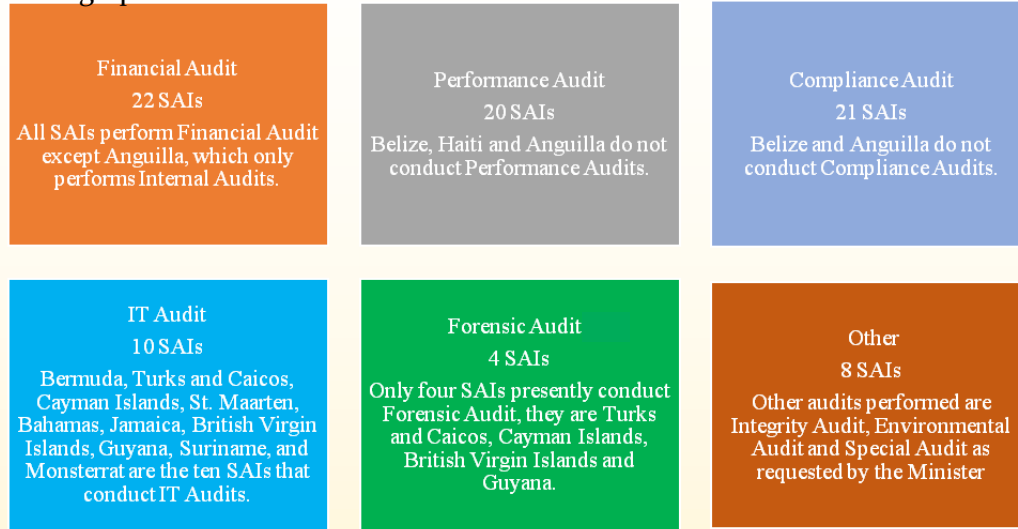 Financial Audit
22 SAIs
All SAIs perform Financial Audit
except Anguilla, which only
performs Internal Audits.
Performance Audit
20 SAIs
Belize, Haiti and Anguilla do not
conduct Performance Audits.
Compliance Audit
21 SAIs
Belize and Anguilla do not
conduct Compliance Audits.
IT Audit
10 SAIs
Bermuda, Turks and Caicos,
Cayman Islands, St. Maarten,
Bahamas, Jamaica, British Virgin
Islands, Guyana, Suriname, and
Monsterrat are the ten SAIs that
conduct IT Audits.
Forensic Audit
4 SAIs
Only four SAIs presently conduct
Forensic Audit, they are Turks
and Caicos, Cayman Islands,
British Virgin Islands and
Guyana.
Other
8 SAIs
Other audits performed are
Integrity Audit, Environmental
Audit and Special Audit as
requested by the Minister